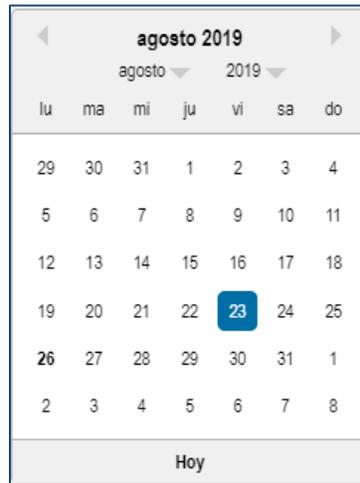 agosto 2019
agosto 2019
lu ma mi ju vi sa do
29 30 31 1 2 3 4
5 6 7 8 9 10 11
12 13 14 15 16 17 18
19 20 21 22 23 24 25
26 27 28 29 30 31 1
2 3 4 5 6 7 8
Hoy